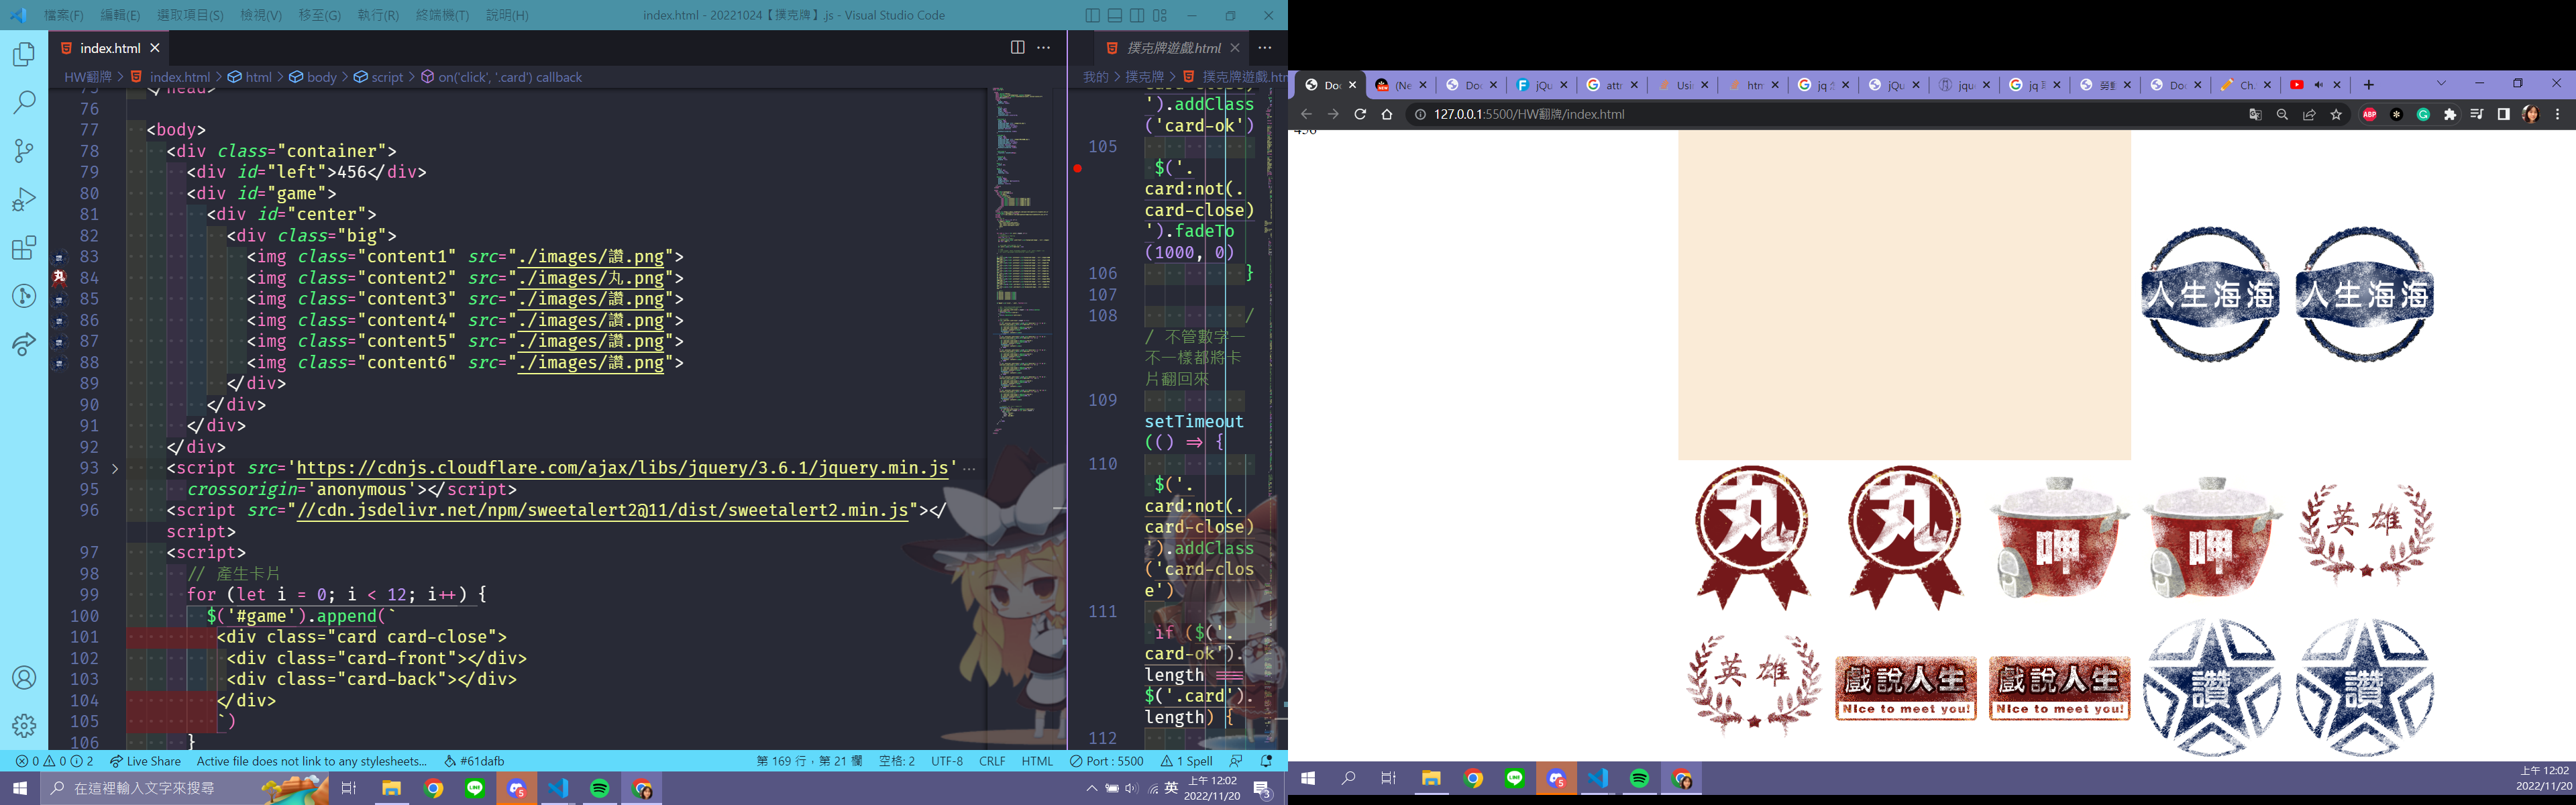 檔案(F) 編輯(E) 選取項目(S) 檢視(V) 移至(G) 執行(R) 終端機(T) 說明(H)
index.html - 20221024【撲克牌】.js - Visual Studio Code
index.html
HW翻牌 > index.html > html > body > script > on('click', '.card') callback
75 </head>
76
77 <body>
78 <div class="container">
79 <div id="left">456</div>
80 <div id="game">
81 <div id="center">
82 <div class="big">
83 <img class="content1" src="./images/讚.png">
84 <img class="content2" src="./images/丸.png">
85 <img class="content3" src="./images/讚.png">
86 <img class="content4" src="./images/讚.png">
87 <img class="content5" src="./images/讚.png">
88 <img class="content6" src="./images/讚.png">
89 </div>
90 </div>
91 </div>
92 </div>
93 <script src='https://cdnjs.cloudflare.com/ajax/libs/jquery/3.6.1/jquery.min.js'
95 crossorigin='anonymous'></script>
96 <script src="//cdn.jsdelivr.net/npm/sweetalert2@11/dist/sweetalert2.min.js"></
script>
97 <script>
98 // 產生卡片
99 for (let i = 0; i < 12; i++) {
100 $('#game').append(`
101 <div class="card card-close">
102 <div class="card-front"></div>
103 <div class="card-back"></div>
104 </div>
105 `)
106 }
撲克牌遊戲.html
我的 > 撲克牌 > 撲克牌遊戲.htm
card-close)
').addClass
('card-ok')
105
$('.
card:not(.
card-close)
').fadeTo
(1000, 0)
106 }
107
108 /
/ 不管數字一
不一樣都將卡
片翻回來
109
setTimeout
(() => {
110
$('.
card:not(.
card-close)
').addClass
('card-clos
e')
111
if ($('.
card-ok').
length ===
$('.card').
length) {
112
0 0 2 Live Share Active file does not link to any stylesheets... #61dafb
第 169 行，第 21 欄 空格: 2 UTF-8 CRLF HTML Port : 5500 1 Spell
在這裡輸入文字來搜尋
英 上午 12:02
2022/11/20
3
Doc (Ne Doc jQu attr Usin htm jq jQu jque jq 勞動 Doc Ch
127.0.0.1:5500/HW翻牌/index.html
ABP
456
人生海海 人生海海
丸 丸 呷 呷 英雄
英雄 戲說人生 戲說人生 讚 讚
Nice to meet you! Nice to meet you!
上午 12:02
2022/11/20